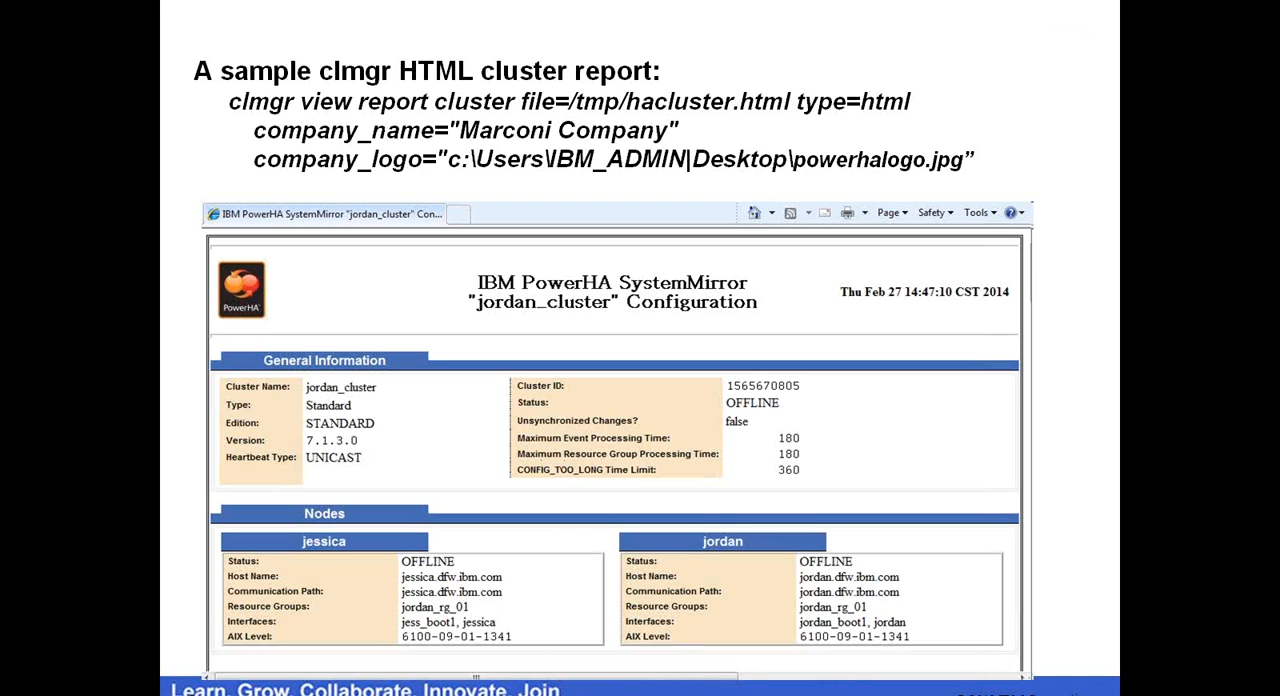 A sample clmgr HTML cluster report:
clmgr view report cluster file=/tmp/hacluster.html type=html
company_name="Marconi Company"
company_logo="c:\Users\IBM_ADMIN|Desktop\powerhalogo.jpg”
IBM PowerHA SystemMirror "jordan_cluster" Con... Page Safety Tools
PowerHA
IBM PowerHA SystemMirror
"jordan_cluster" Configuration
Thu Feb 27 14:47:10 CST 2014
General Information
Cluster Name: jordan_cluster
Type: Standard
Edition: STANDARD
Version: 7.1.3.0
Heartbeat Type: UNICAST
Cluster ID: 1565670805
Status: OFFLINE
Unsynchronized Changes? false
Maximum Event Processing Time: 180
Maximum Resource Group Processing Time: 180
CONFIG_TOO_LONG Time Limit: 360
Nodes
jessica
Status: OFFLINE
Host Name: jessica.dfw.ibm.com
Communication Path: jessica.dfw.ibm.com
Resource Groups: jordan_rg_01
Interfaces: jess_boot1, jessica
AIX Level: 6100-09-01-1341
jordan
Status: OFFLINE
Host Name: jordan.dfw.ibm.com
Communication Path: jordan.dfw.ibm.com
Resource Groups: jordan_rg_01
Interfaces: jordan_boot1, jordan
AIX Level: 6100-09-01-1341
Learn. Grow. Collaborate. Innovate. Join